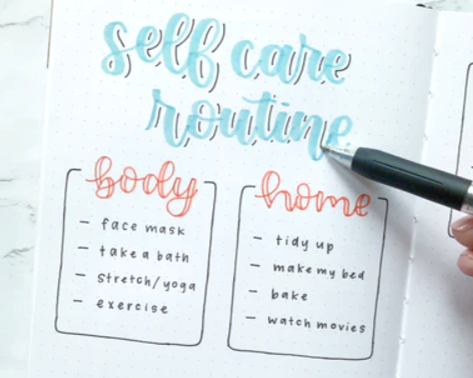 self care
routine
body
– face mask
– take a bath
– stretch/yoga
– exercise
home
– tidy up
– make my bed
– bake
– watch movies